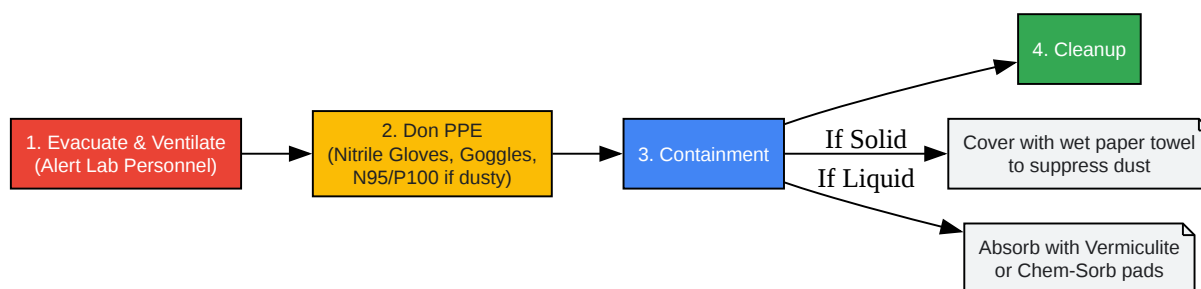 1. Evacuate & Ventilate
(Alert Lab Personnel)
2. Don PPE
(Nitrile Gloves, Goggles,
N95/P100 if dusty)
3. Containment
4. Cleanup
If Solid
Cover with wet paper towel
to suppress dust
If Liquid
Absorb with Vermiculite
or Chem-Sorb pads